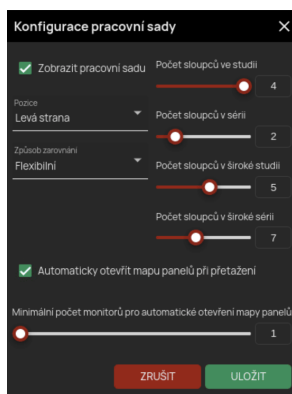 Konfigurace pracovní sady
Zobrazit pracovní sadu
Počet sloupců ve studii
4
Pozice
Levá strana
Počet sloupců v sérii
2
Způsob zarovnání
Flexibilní
Počet sloupců v široké studii
5
Počet sloupců v široké sérii
7
Automaticky otevřít mapu panelů při přetažení
Minimální počet monitorů pro automatické otevření mapy panelů
1
ZRUŠIT
ULOŽIT